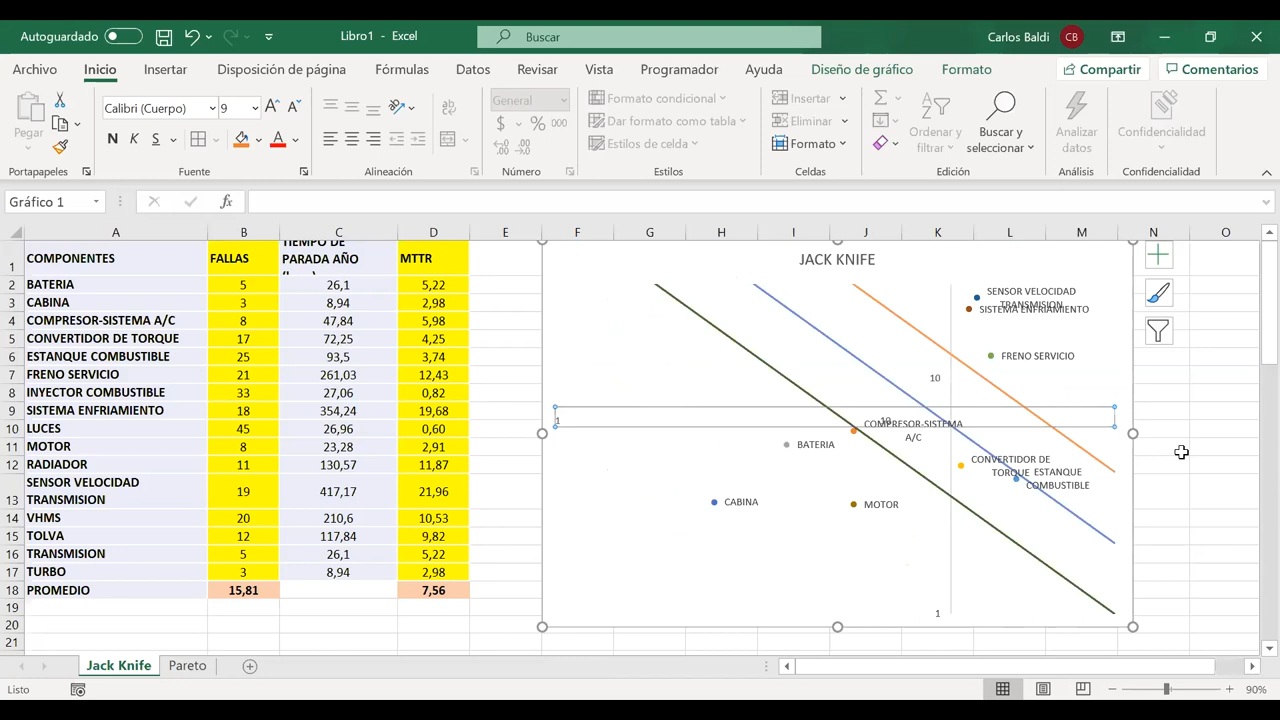 Autoguardado
Libro1 - Excel
Buscar
Carlos Baldi
CB
Archivo Inicio Insertar Disposición de página Fórmulas Datos Revisar Vista Programador Ayuda Diseño de gráfico Formato
Compartir
Comentarios
Pegar
Calibri (Cuerpo) 9
N K S
General
$ % 000
Formato condicional
Dar formato como tabla
Estilos de celda
Insertar
Eliminar
Formato
Ordenar y
filtrar
Buscar y
seleccionar
Analizar
datos
Confidencialidad
Portapapeles Fuente Alineación Número Estilos Celdas Edición Análisis Confidencialidad
Gráfico 1
fx
A B C D E F G H I J K L M N O
1 COMPONENTES FALLAS TIEMPO DE PARADA AÑO MTTR
2 BATERIA 5 26,1 5,22
3 CABINA 3 8,94 2,98
4 COMPRESOR-SISTEMA A/C 8 47,84 5,98
5 CONVERTIDOR DE TORQUE 17 72,25 4,25
6 ESTANQUE COMBUSTIBLE 25 93,5 3,74
7 FRENO SERVICIO 21 261,03 12,43
8 INYECTOR COMBUSTIBLE 33 27,06 0,82
9 SISTEMA ENFRIAMIENTO 18 354,24 19,68
10 LUCES 45 26,96 0,60
11 MOTOR 8 23,28 2,91
12 RADIADOR 11 130,57 11,87
13 SENSOR VELOCIDAD TRANSMISION 19 417,17 21,96
14 VHMS 20 210,6 10,53
15 TOLVA 12 117,84 9,82
16 TRANSMISION 5 26,1 5,22
17 TURBO 3 8,94 2,98
18 PROMEDIO 15,81 7,56
19
20
21
JACK KNIFE
SENSOR VELOCIDAD
TRANSMISION
SISTEMA ENFRIAMIENTO
FRENO SERVICIO
10
1
10
COMPRESOR-SISTEMA
A/C
BATERIA
CONVERTIDOR DE
TORQUE
ESTANQUE
COMBUSTIBLE
CABINA
MOTOR
1
Jack Knife Pareto
Listo
90%